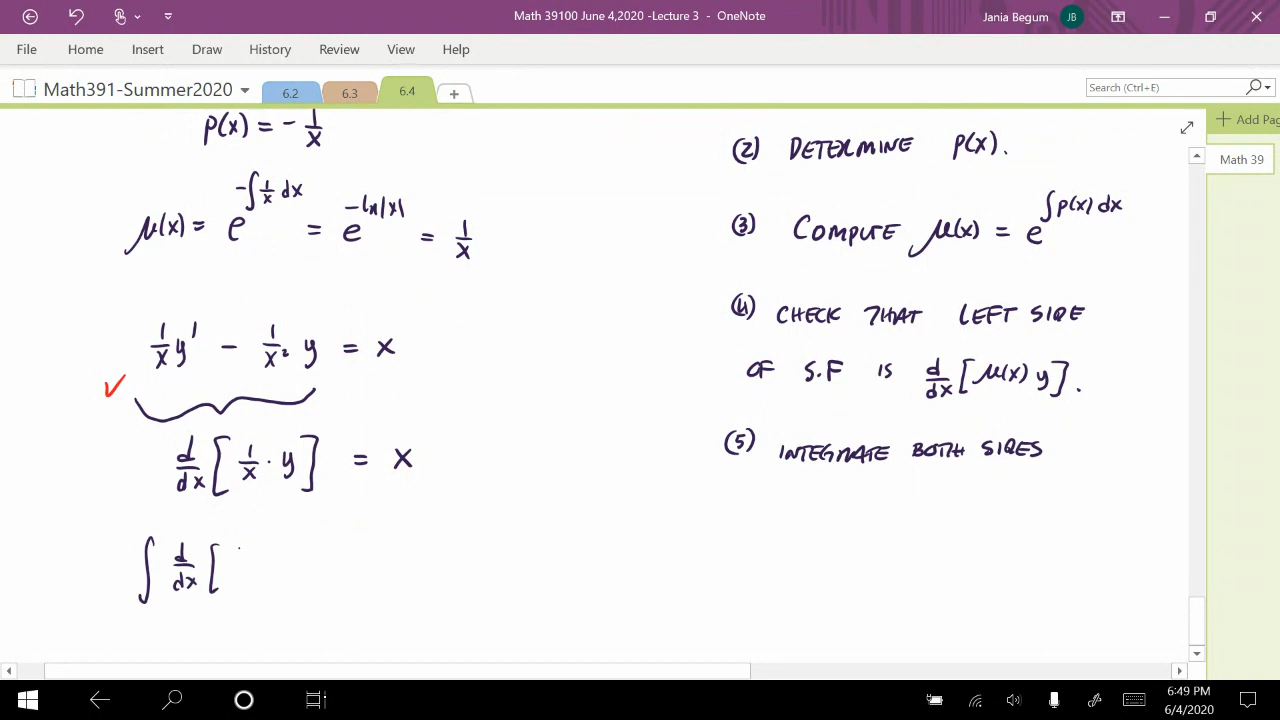 Math 39100 June 4,2020 -Lecture 3 - OneNote
Jania Begum JB
File Home Insert Draw History Insert View Help
Math391-Summer2020
6.2 6.3 6.4 +
Search (Ctrl+E)
p(x) = - 1/x
μ(x) = e^{-∫ 1/x dx} = e^{-ln|x|} = 1/x
1/x y' - 1/x² y = x
✓
d/dx [ 1/x · y ] = x
∫ d/dx [
(2) DETERMINE p(x).
(3) COMPUTE μ(x) = e^{∫ p(x) dx}
(4) CHECK THAT LEFT SIDE
OF S.F IS d/dx [μ(x) y].
(5) INTEGRATE BOTH SIDES
+ Add Pag
Math 39
6:49 PM
6/4/2020